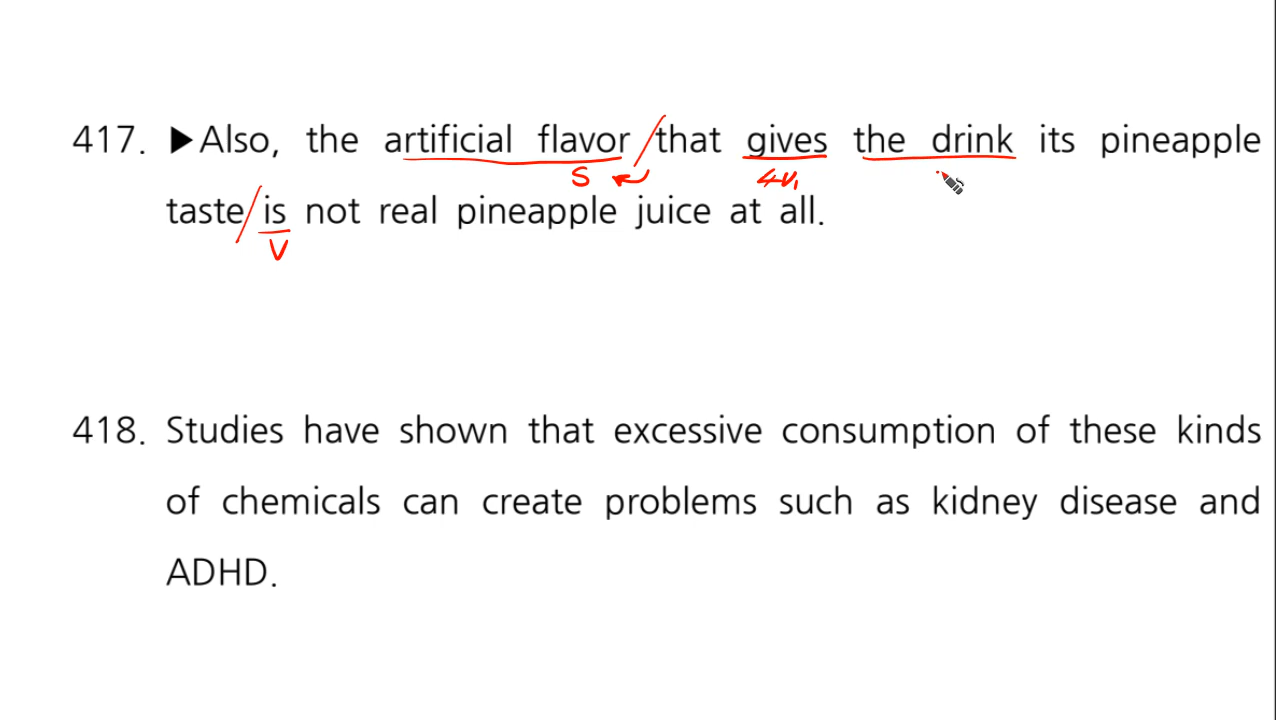 417. ▶Also, the artificial flavor / that gives the drink its pineapple
S 4V,
taste / is not real pineapple juice at all.
V
418. Studies have shown that excessive consumption of these kinds
of chemicals can create problems such as kidney disease and
ADHD.